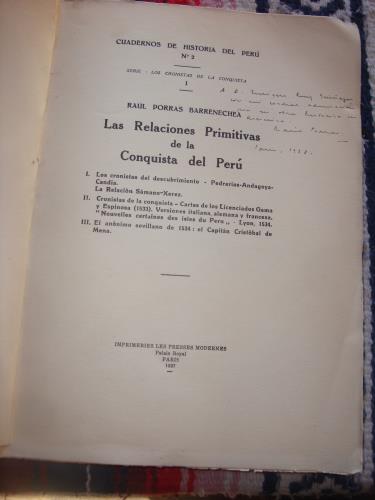 CUADERNOS DE HISTORIA DEL PERÚ
Nº 2
SERIE: LOS CRONISTAS DE LA CONQUISTA
I
RAUL PORRAS BARRENECHEA
Las Relaciones Primitivas
de la
Conquista del Perú
I. Los cronistas del descubrimiento - Pedrarias-Andagoya-
Candia.
La Relación Sámano-Xerez.
II. Cronistas de la conquista - Cartas de los Licenciados Gama
y Espinosa (1533). Versiones italiana, alemana y francesa.
"Nouvelles certaines des isles du Peru" - Lyon, 1534.
III. El anónimo sevillano de 1534: el Capitán Cristóbal de
Mena.
IMPRIMERIES LES PRESSES MODERNES
Palais Royal
PARIS
1937